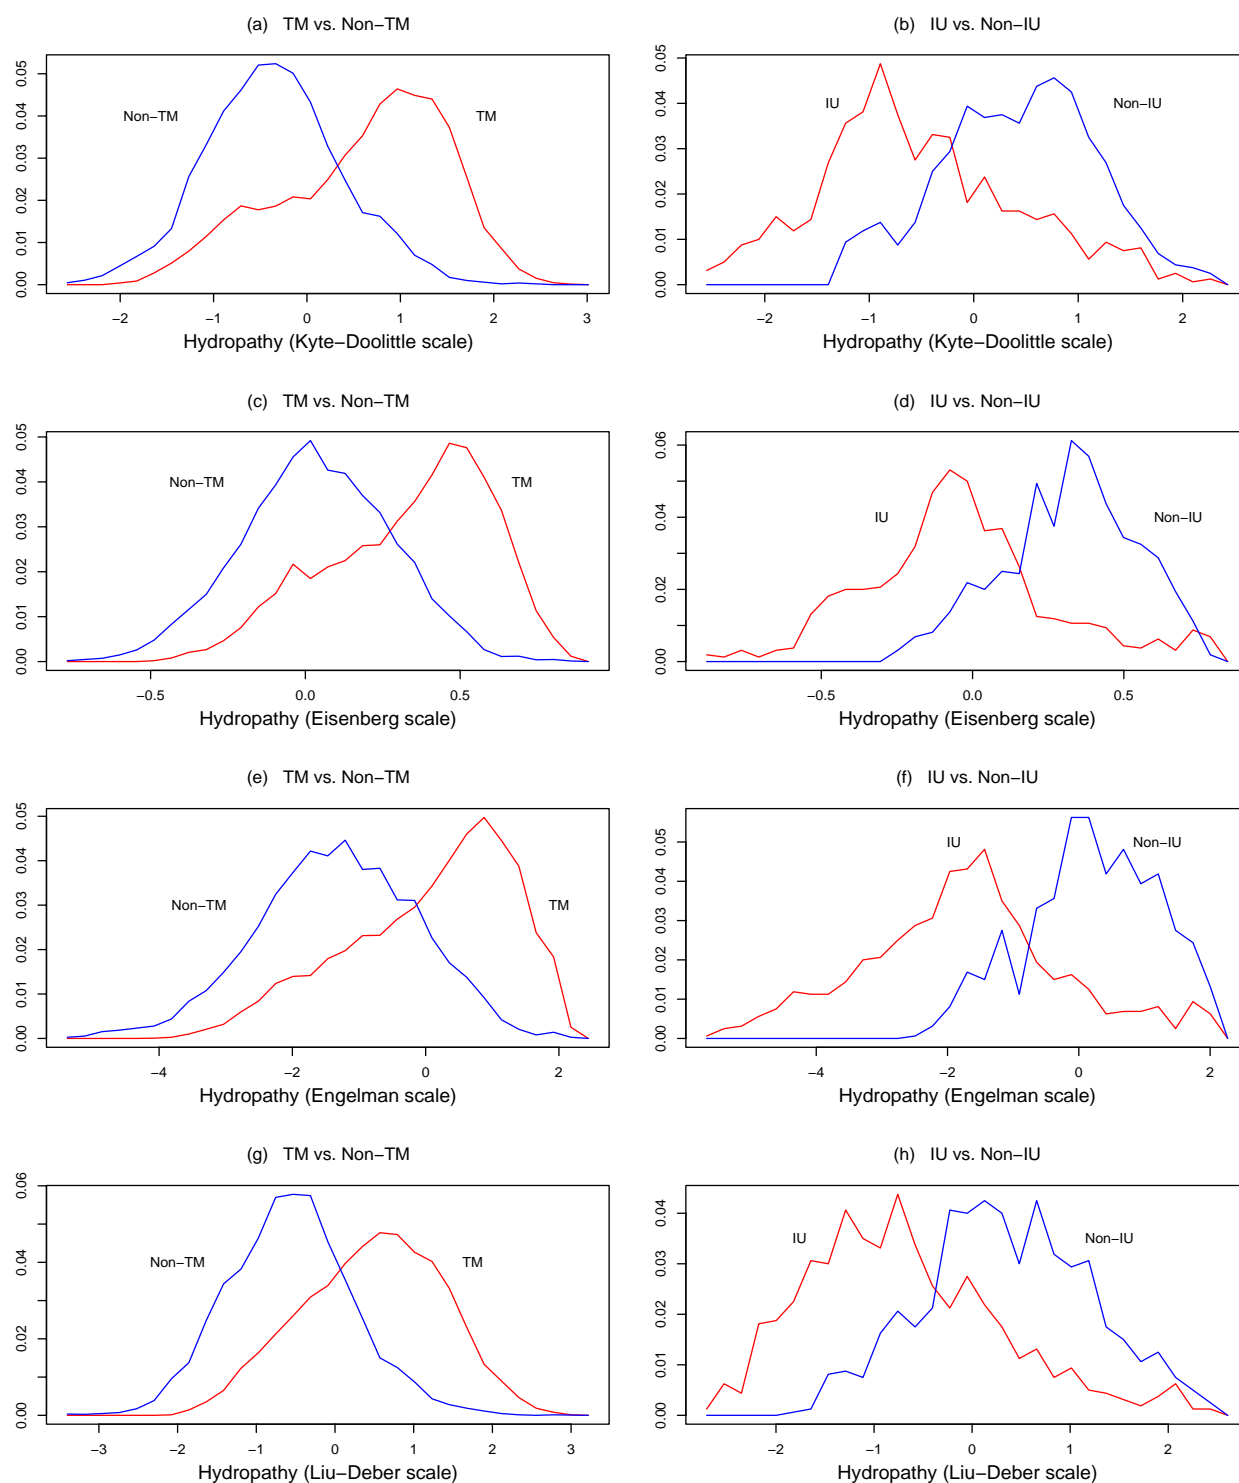 (a) TM vs. Non−TM
0.00 0.01 0.02 0.03 0.04 0.05
Non−TM
TM
−2 −1 0 1 2 3
Hydropathy (Kyte−Doolittle scale)
(b) IU vs. Non−IU
0.00 0.01 0.02 0.03 0.04 0.05
IU
Non−IU
−2 −1 0 1 2
Hydropathy (Kyte−Doolittle scale)
(c) TM vs. Non−TM
0.00 0.01 0.02 0.03 0.04 0.05
Non−TM
TM
−0.5 0.0 0.5
Hydropathy (Eisenberg scale)
(d) IU vs. Non−IU
0.00 0.02 0.04 0.06
IU
Non−IU
−0.5 0.0 0.5
Hydropathy (Eisenberg scale)
(e) TM vs. Non−TM
0.00 0.01 0.02 0.03 0.04 0.05
Non−TM
TM
−4 −2 0 2
Hydropathy (Engelman scale)
(f) IU vs. Non−IU
0.00 0.01 0.02 0.03 0.04 0.05
IU
Non−IU
−4 −2 0 2
Hydropathy (Engelman scale)
(g) TM vs. Non−TM
0.00 0.02 0.04 0.06
Non−TM
TM
−3 −2 −1 0 1 2 3
Hydropathy (Liu−Deber scale)
(h) IU vs. Non−IU
0.00 0.01 0.02 0.03 0.04
IU
Non−IU
−2 −1 0 1 2
Hydropathy (Liu−Deber scale)